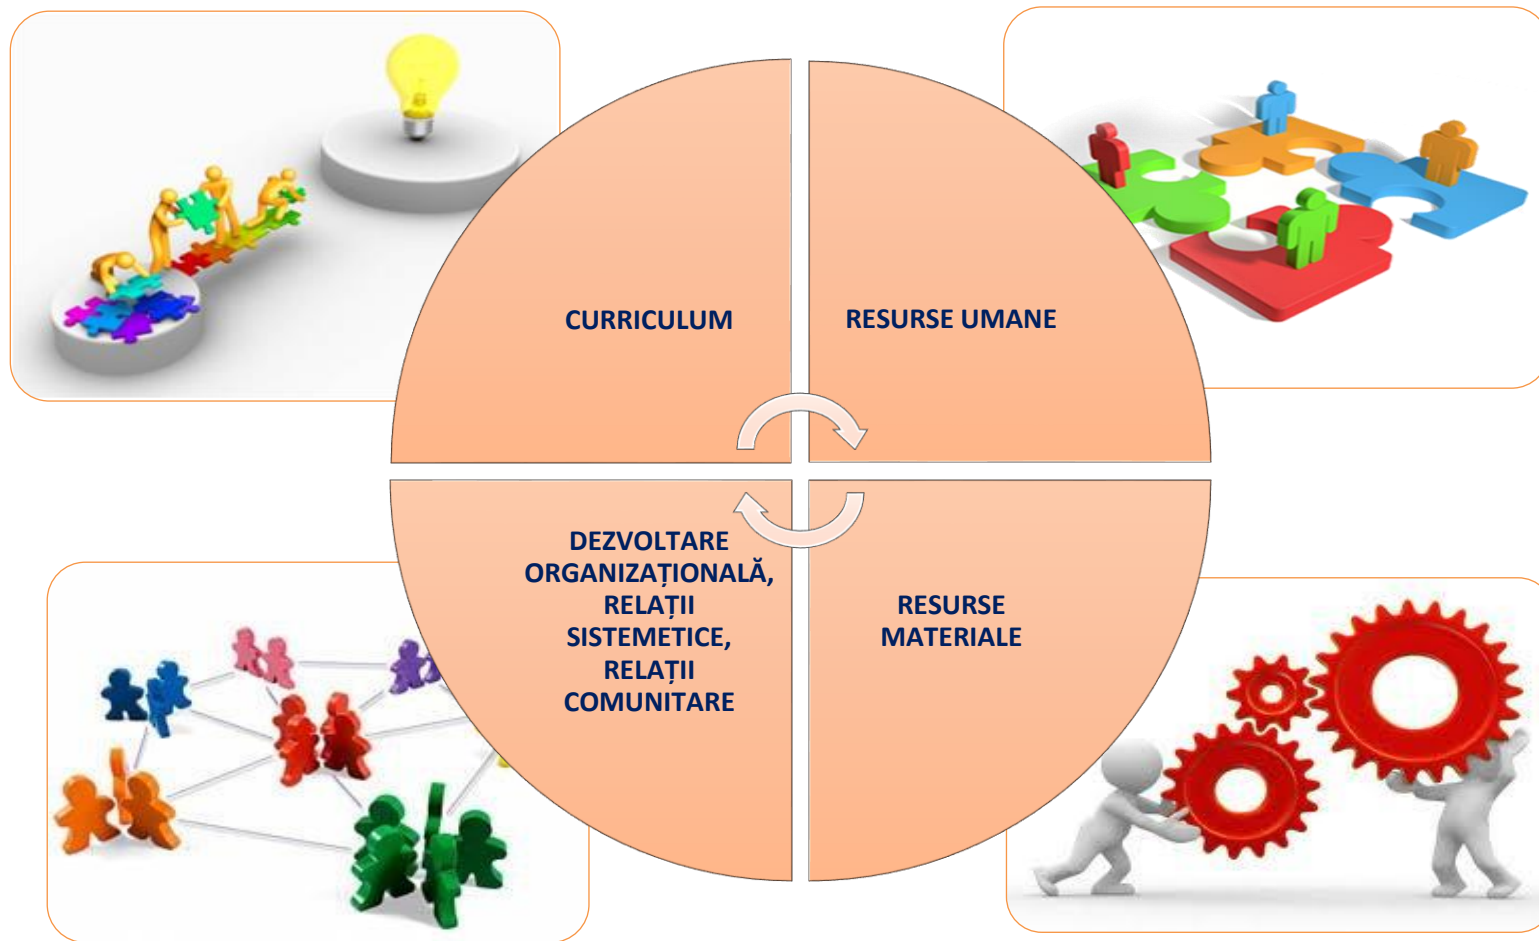 CURRICULUM
RESURSE UMANE
DEZVOLTARE
ORGANIZAȚIONALĂ,
RELAȚII
SISTEMETICE,
RELAȚII
COMUNITARE
RESURSE
MATERIALE